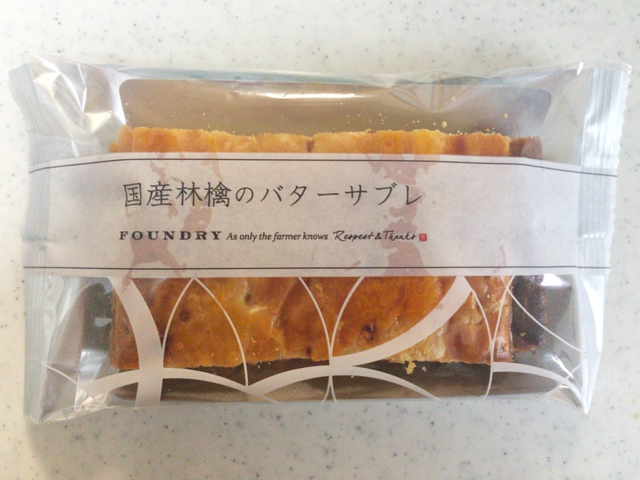 国産林檎のバターサブレ
FOUNDRY As only the farmer knows Respect & Thanks